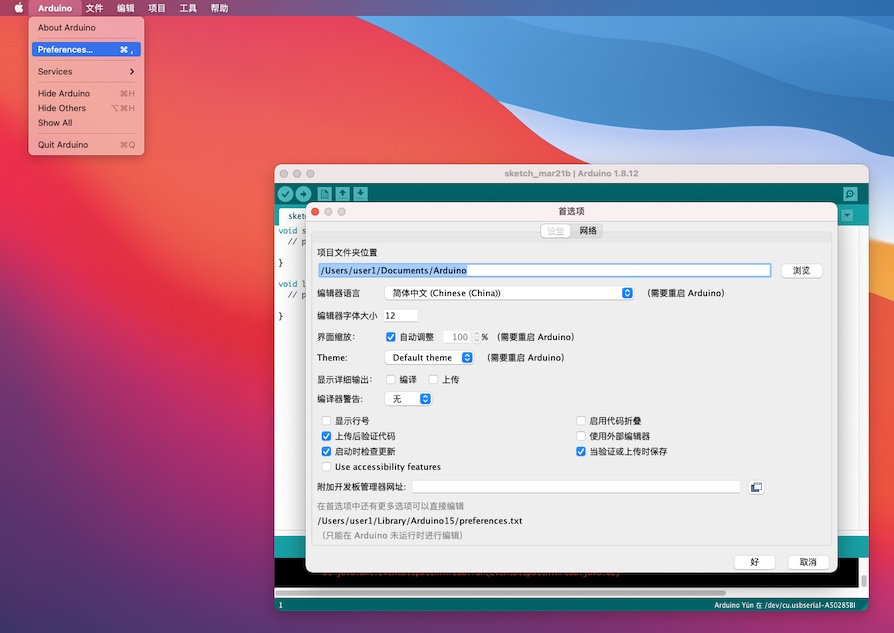 Arduino 文件 编辑 项目 工具 帮助
About Arduino
Preferences... ⌘ ,
Services
Hide Arduino ⌘H
Hide Others ⌥⌘H
Show All
Quit Arduino ⌘Q
sketch_mar21b | Arduino 1.8.12
void
//
}
void
//
}
首选项
设置 网络
项目文件夹位置
/Users/user1/Documents/Arduino 浏览
编辑器语言 简体中文 (Chinese (China)) (需要重启 Arduino)
编辑器字体大小 12
界面缩放: 自动调整 100 % (需要重启 Arduino)
Theme: Default theme (需要重启 Arduino)
显示详细输出: 编译 上传
编译器警告: 无
显示行号 启用代码折叠
上传后验证代码 使用外部编辑器
启动时检查更新 当验证或上传时保存
Use accessibility features
附加开发板管理器网址:
在首选项中还有更多选项可以直接编辑
/Users/user1/Library/Arduino15/preferences.txt
(只能在 Arduino 未运行时进行编辑)
好 取消
1 Arduino Yún 在 /dev/cu.usbserial-A50285BI